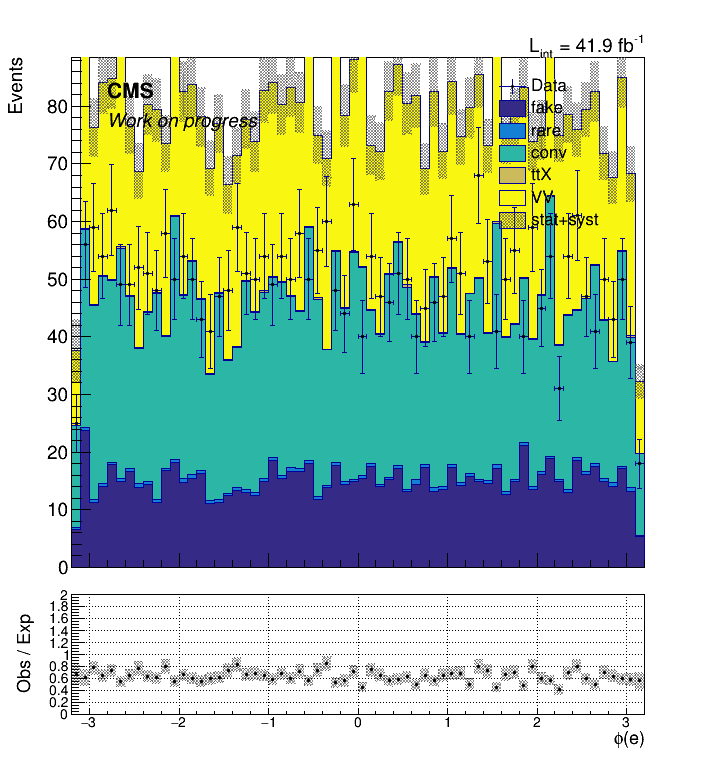 L_int = 41.9 fb^-1
Events
CMS
Work on progress
Data
fake
rare
conv
ttX
VV
stat+syst
80
70
60
50
40
30
20
10
0
Obs / Exp
2
1.8
1.6
1.4
1.2
1
0.8
0.6
0.4
0.2
0
−3 −2 −1 0 1 2 3
ϕ(e)